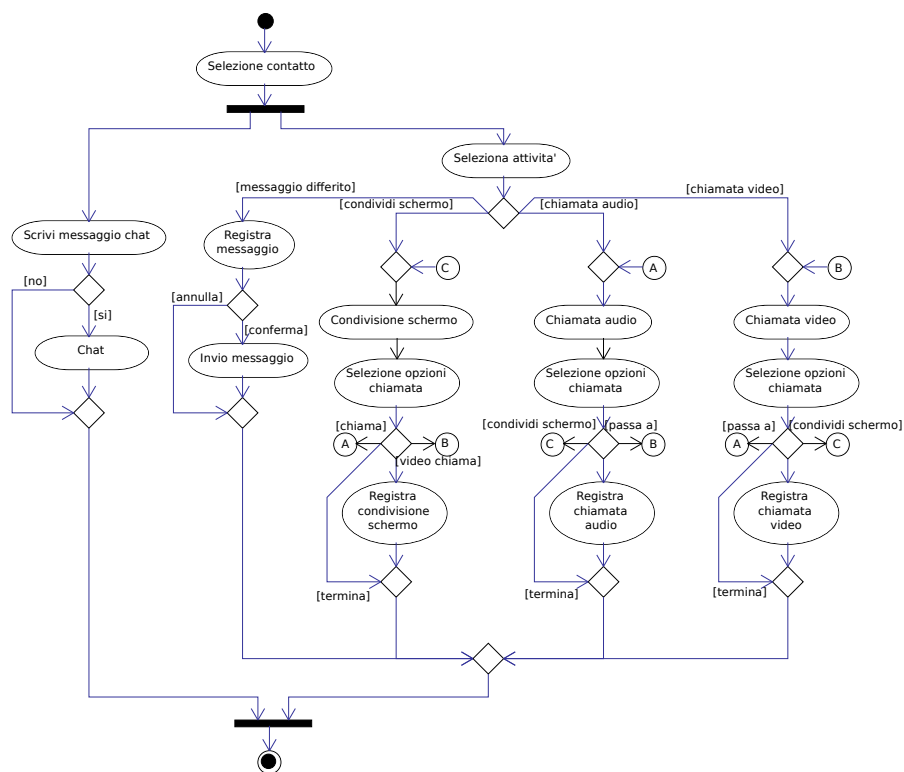 Selezione contatto
Seleziona attivita'
[messaggio differito]
[condividi schermo]
[chiamata audio]
[chiamata video]
Scrivi messaggio chat
[no]
[si]
Chat
Registra
messaggio
[annulla]
[conferma]
Invio messaggio
C
Condivisione schermo
Selezione opzioni
chiamata
[chiama]
A
B
[video chiama]
Registra
condivisione
schermo
[termina]
A
Chiamata audio
Selezione opzioni
chiamata
[condividi schermo]
[passa a]
C
B
Registra
chiamata
audio
[termina]
B
Chiamata video
Selezione opzioni
chiamata
[passa a]
[condividi schermo]
A
C
Registra
chiamata
video
[termina]